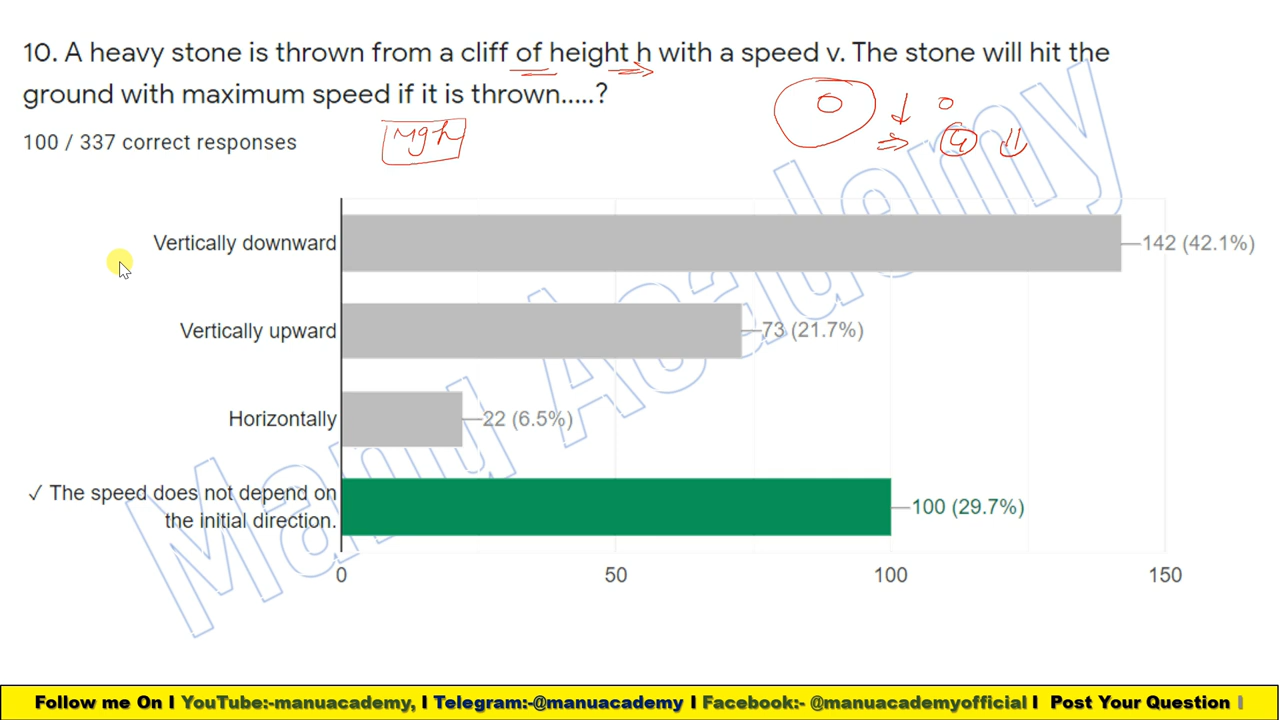 10. A heavy stone is thrown from a cliff of height h with a speed v. The stone will hit the
ground with maximum speed if it is thrown.....?
100 / 337 correct responses
mgh
Vertically downward
142 (42.1%)
Vertically upward
73 (21.7%)
Horizontally
22 (6.5%)
✓ The speed does not depend on
the initial direction.
100 (29.7%)
0 50 100 150
Manu Academy
Follow me On I YouTube:-manuacademy, I Telegram:-@manuacademy I Facebook:- @manuacademyofficial I Post Your Question I